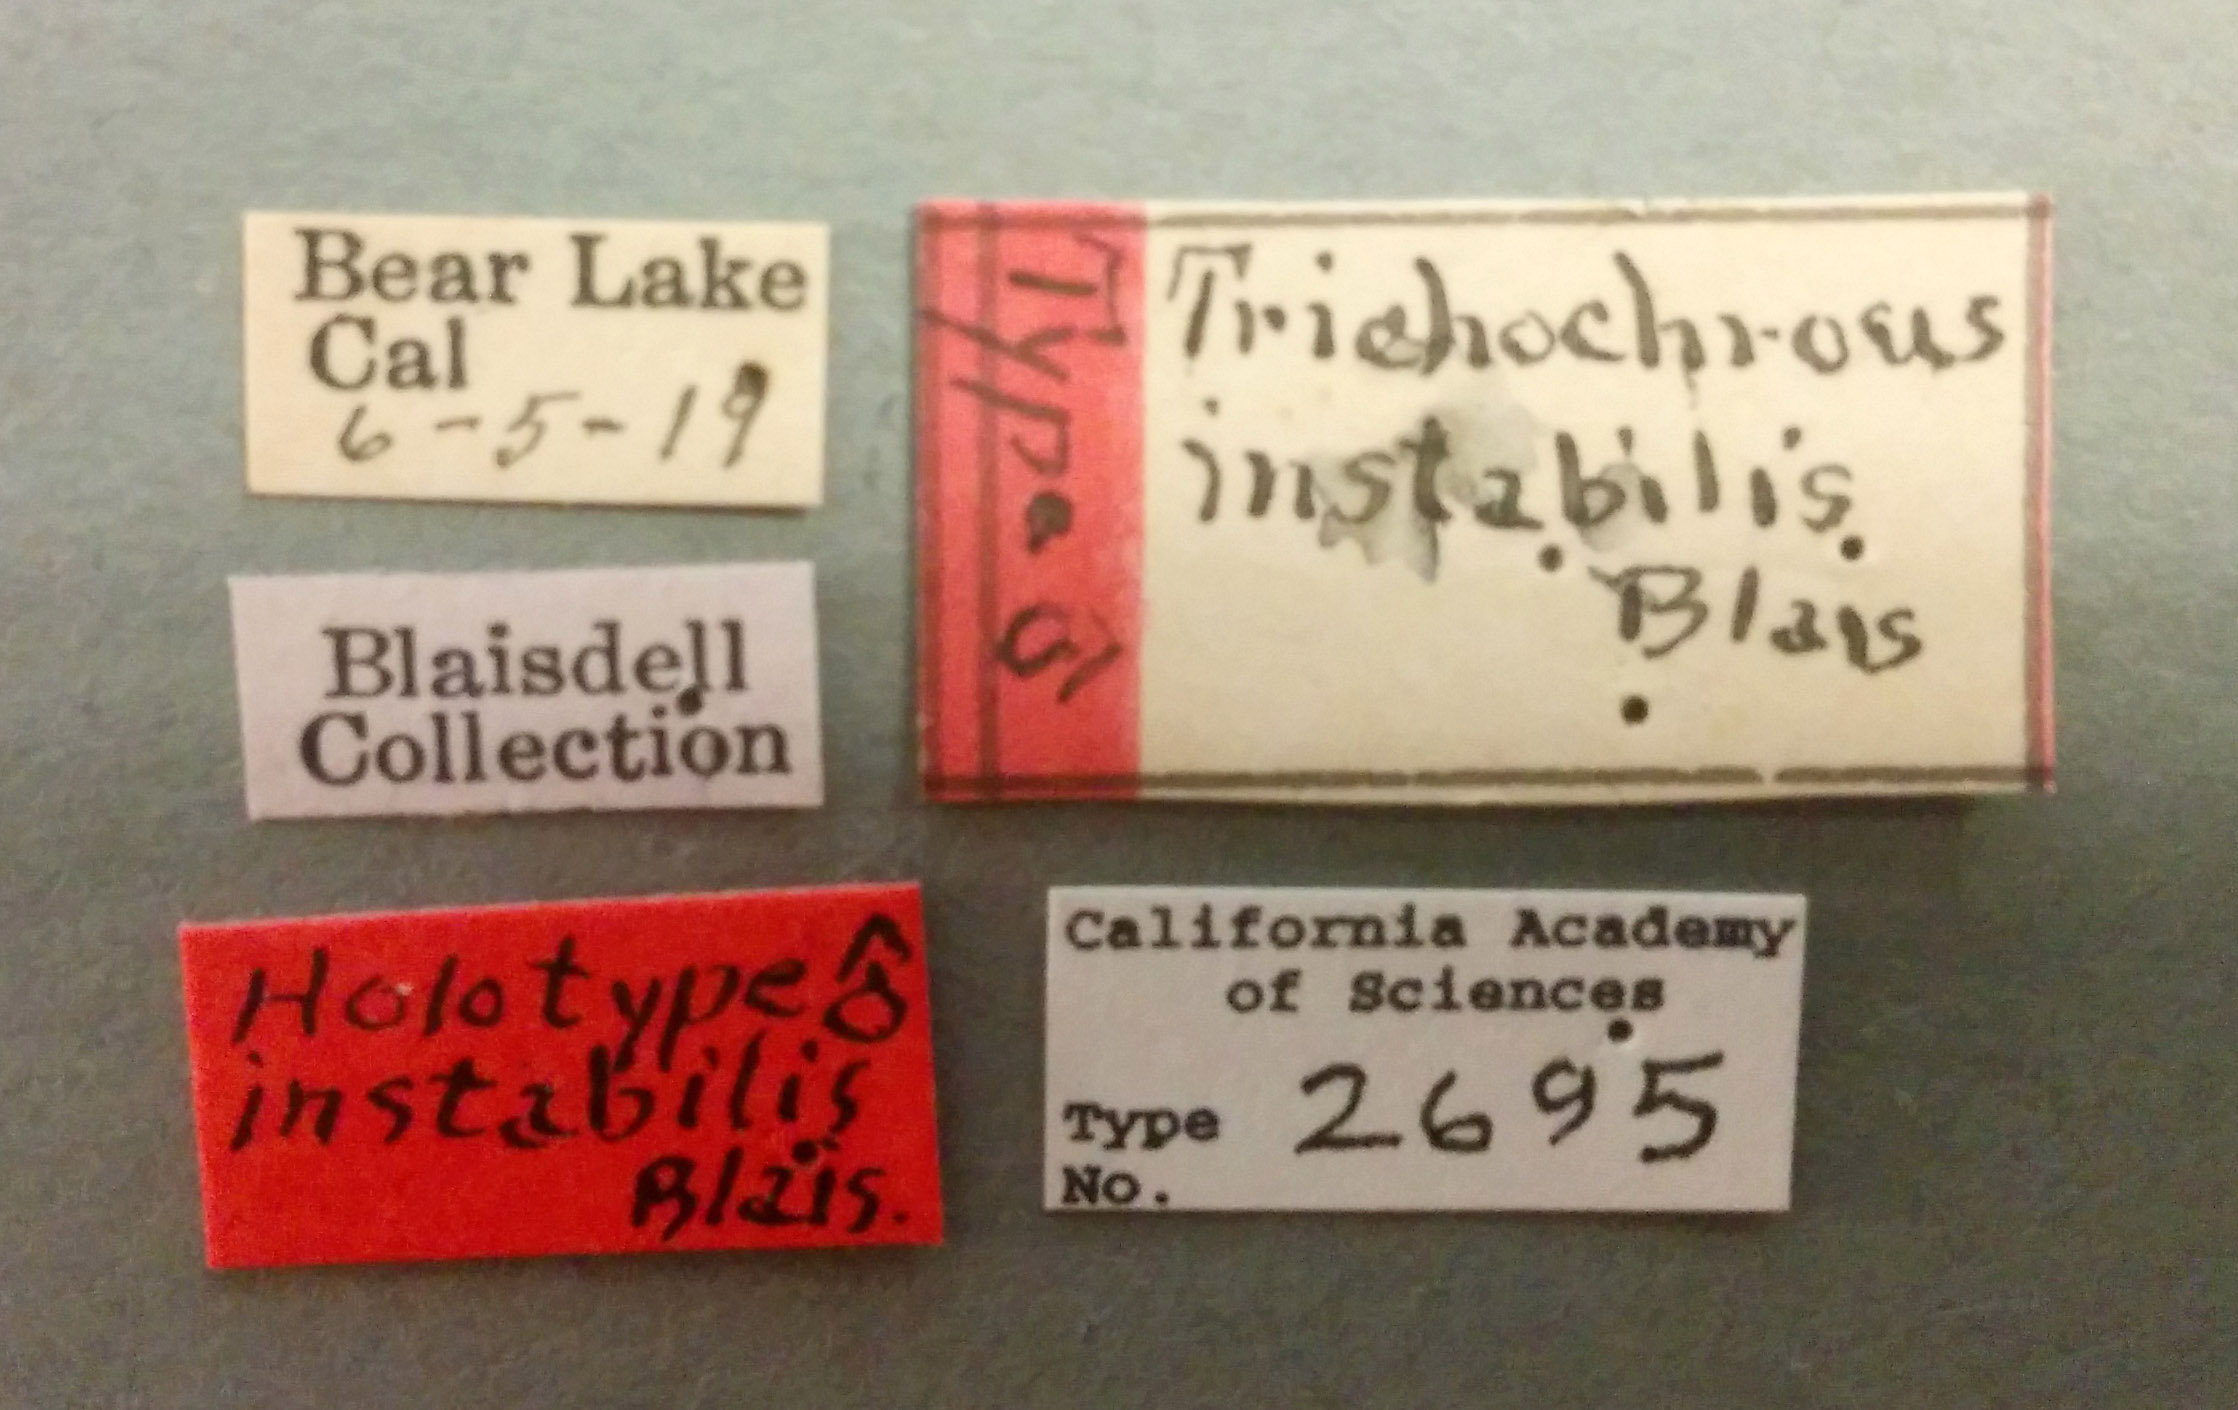 Bear Lake
Cal
6-5-19
Blaisdell
Collection
Type ♂
Trichochrous
instabilis
Blais
Holotype ♂
instabilis
Blais.
California Academy
of Sciences
Type
No. 2695